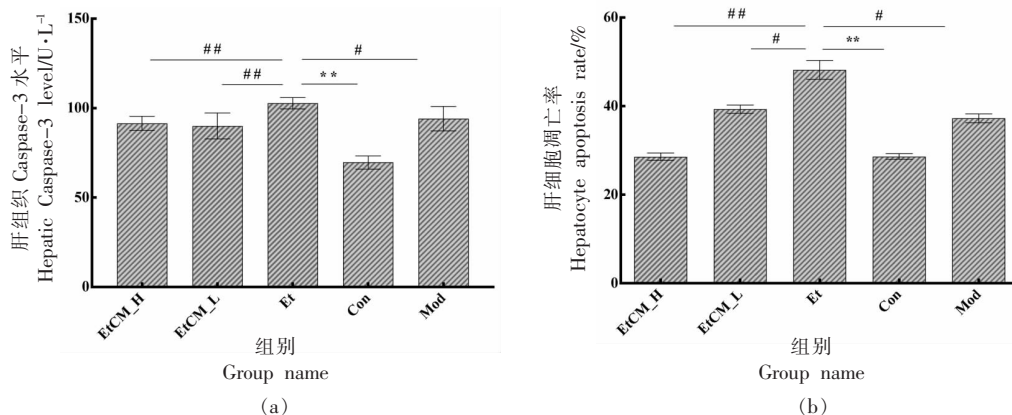 肝组织 Caspase-3 水平
Hepatic Caspase-3 level/U·L⁻¹
150
100
50
0
##
##
#
**
EtCM_H
EtCM_L
Et
Con
Mod
组别
Group name
(a)
肝细胞凋亡率
Hepatocyte apoptosis rate/%
60
40
20
0
##
#
#
**
EtCM_H
EtCM_L
Et
Con
Mod
组别
Group name
(b)